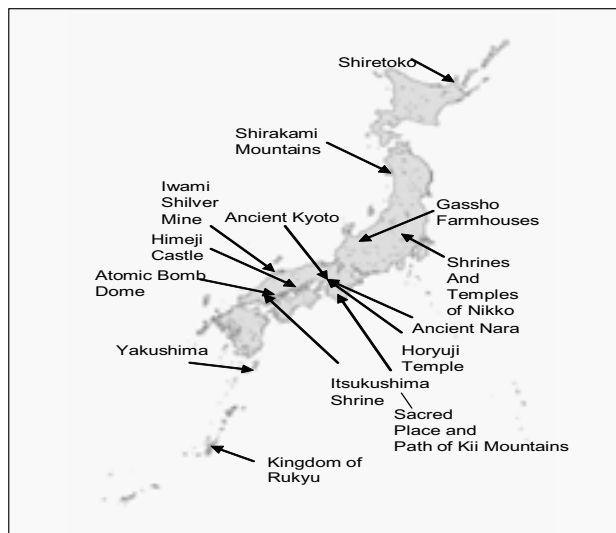 Shiretoko
Shirakami
Mountains
Iwami
Shilver
Mine
Ancient Kyoto
Gassho
Farmhouses
Himeji
Castle
Shrines
And
Temples
of Nikko
Atomic Bomb
Dome
Ancient Nara
Yakushima
Horyuji
Temple
Itsukushima
Shrine
Sacred
Place and
Path of Kii Mountains
Kingdom of
Rukyu